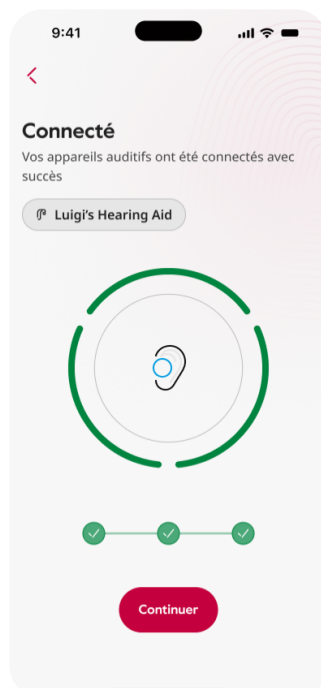 9:41
Connecté
Vos appareils auditifs ont été connectés avec
succès
Luigi's Hearing Aid
Continuer